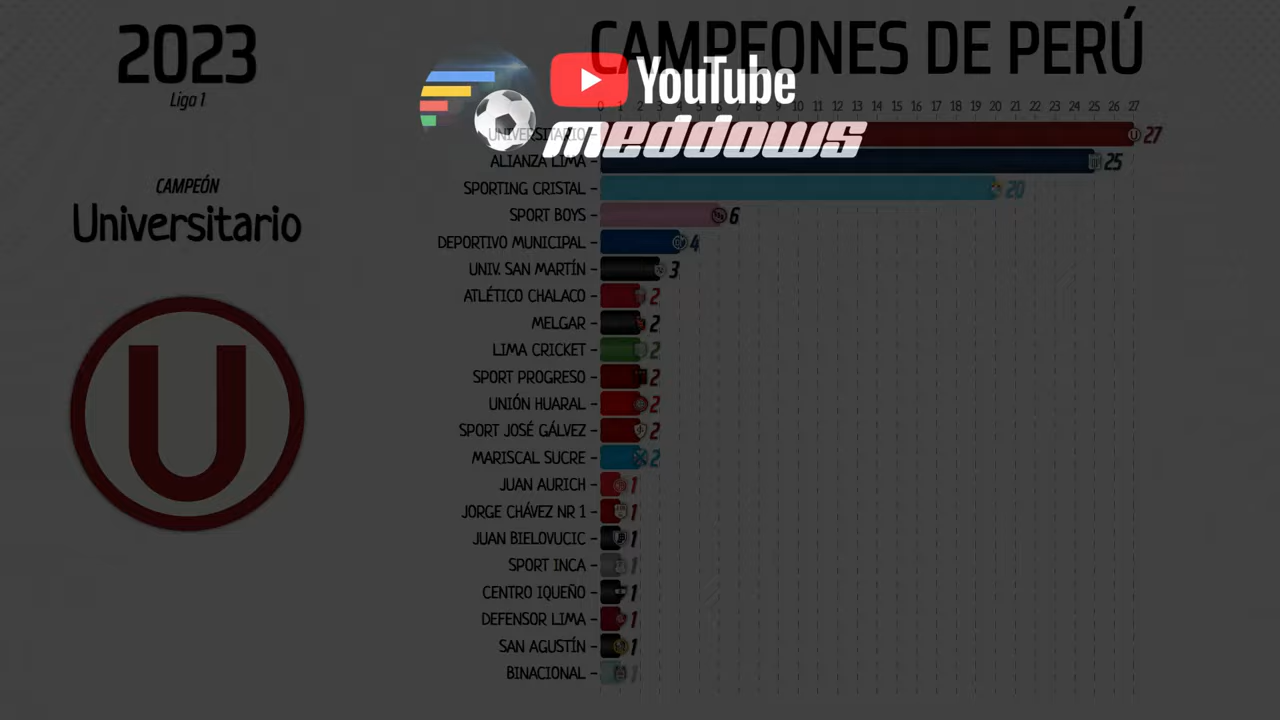 2023
Liga 1
CAMPEÓN
Universitario
U
CAMPEONES DE PERÚ
YouTube
meddows
0 1 2 3 4 5 6 7 8 9 10 11 12 13 14 15 16 17 18 19 20 21 22 23 24 25 26 27
UNIVERSITARIO 27
ALIANZA LIMA 25
SPORTING CRISTAL 20
SPORT BOYS 6
DEPORTIVO MUNICIPAL 4
UNIV. SAN MARTÍN 3
ATLÉTICO CHALACO 2
MELGAR 2
LIMA CRICKET 2
SPORT PROGRESO 2
UNIÓN HUARAL 2
SPORT JOSÉ GÁLVEZ 2
MARISCAL SUCRE 2
JUAN AURICH 1
JORGE CHÁVEZ NR 1 1
JUAN BIELOVUCIC 1
SPORT INCA 1
CENTRO IQUEÑO 1
DEFENSOR LIMA 1
SAN AGUSTÍN 1
BINACIONAL 1